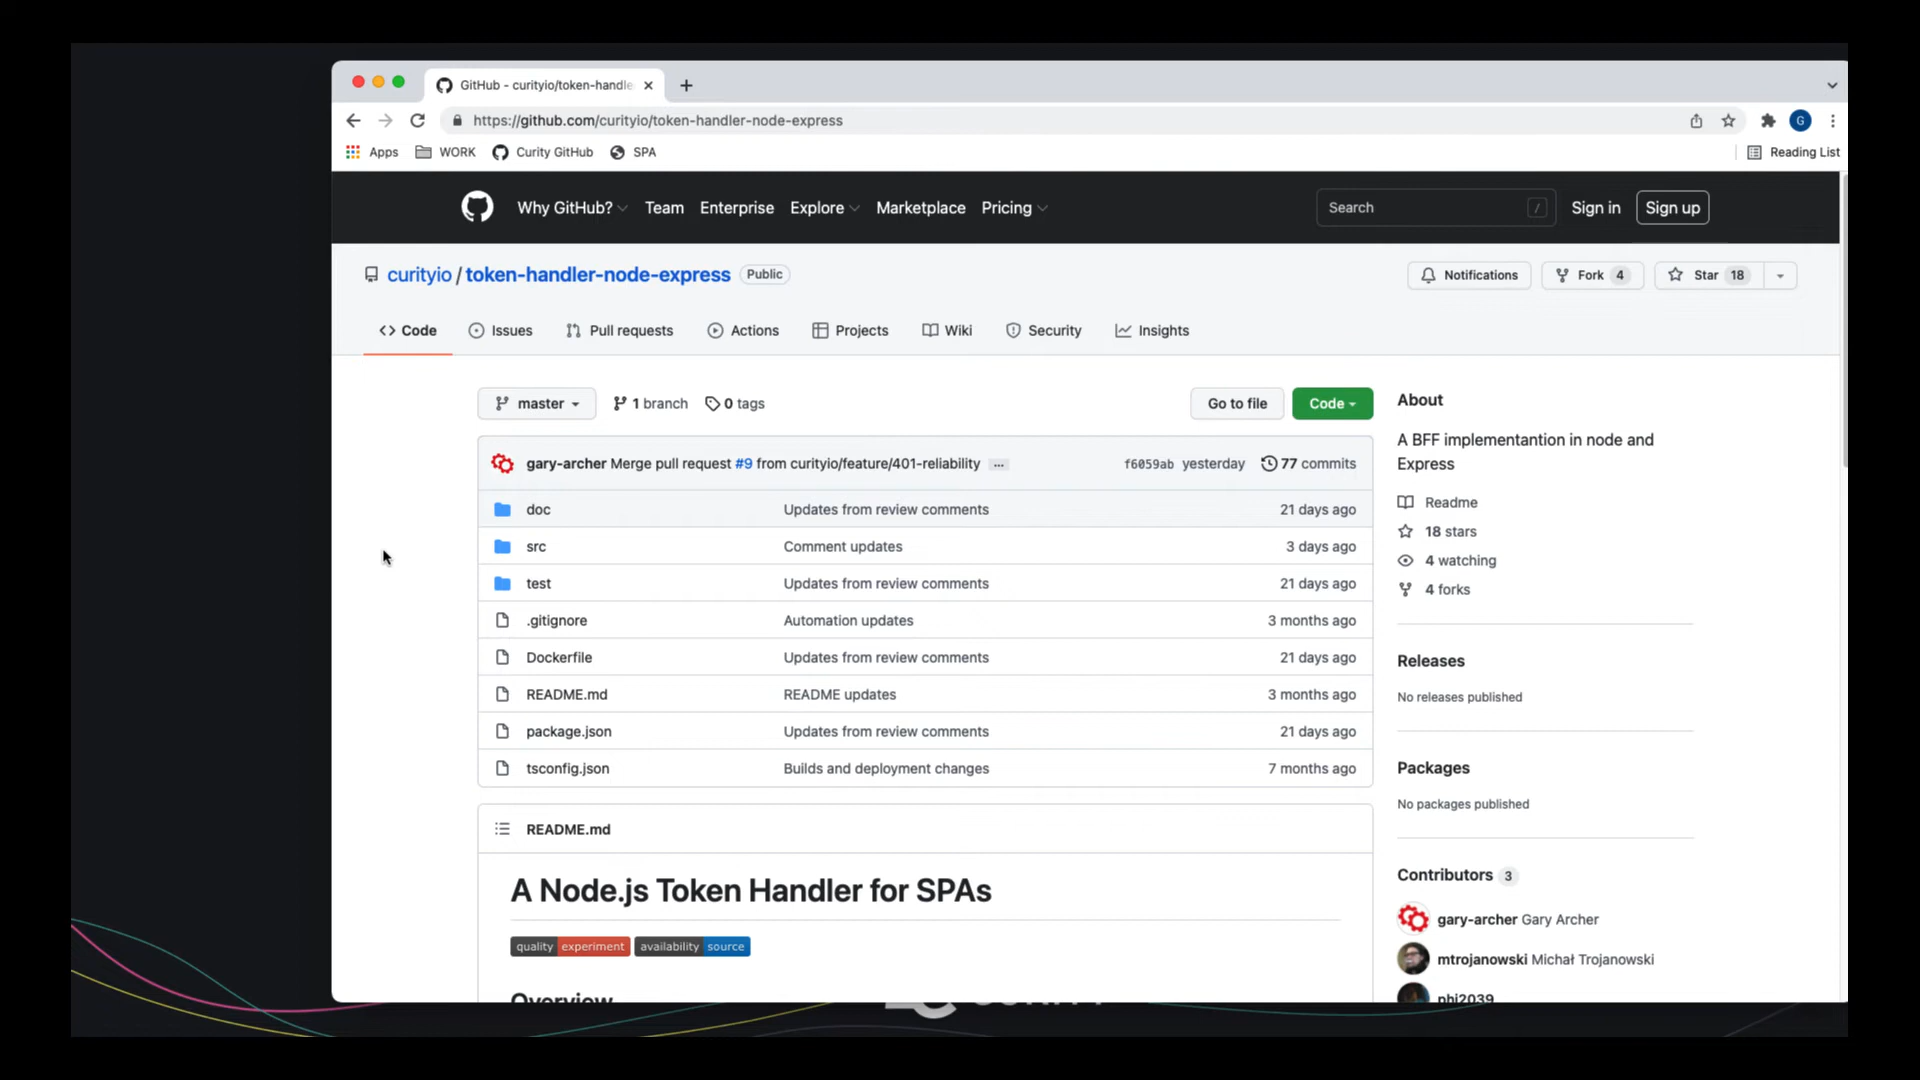 GitHub - curityio/token-handle
https://github.com/curityio/token-handler-node-express
G
Apps WORK Curity GitHub SPA Reading List
Why GitHub? Team Enterprise Explore Marketplace Pricing Search / Sign in Sign up
curityio / token-handler-node-express Public Notifications Fork 4 Star 18
Code Issues Pull requests Actions Projects Wiki Security Insights
master 1 branch 0 tags Go to file Code
gary-archer Merge pull request #9 from curityio/feature/401-reliability ... f6059ab yesterday 77 commits
doc Updates from review comments 21 days ago
src Comment updates 3 days ago
test Updates from review comments 21 days ago
.gitignore Automation updates 3 months ago
Dockerfile Updates from review comments 21 days ago
README.md README updates 3 months ago
package.json Updates from review comments 21 days ago
tsconfig.json Builds and deployment changes 7 months ago
README.md
A Node.js Token Handler for SPAs
quality experiment availability source
Overview
About
A BFF implementantion in node and
Express
Readme
18 stars
4 watching
4 forks
Releases
No releases published
Packages
No packages published
Contributors 3
gary-archer Gary Archer
mtrojanowski Michał Trojanowski
phi2039